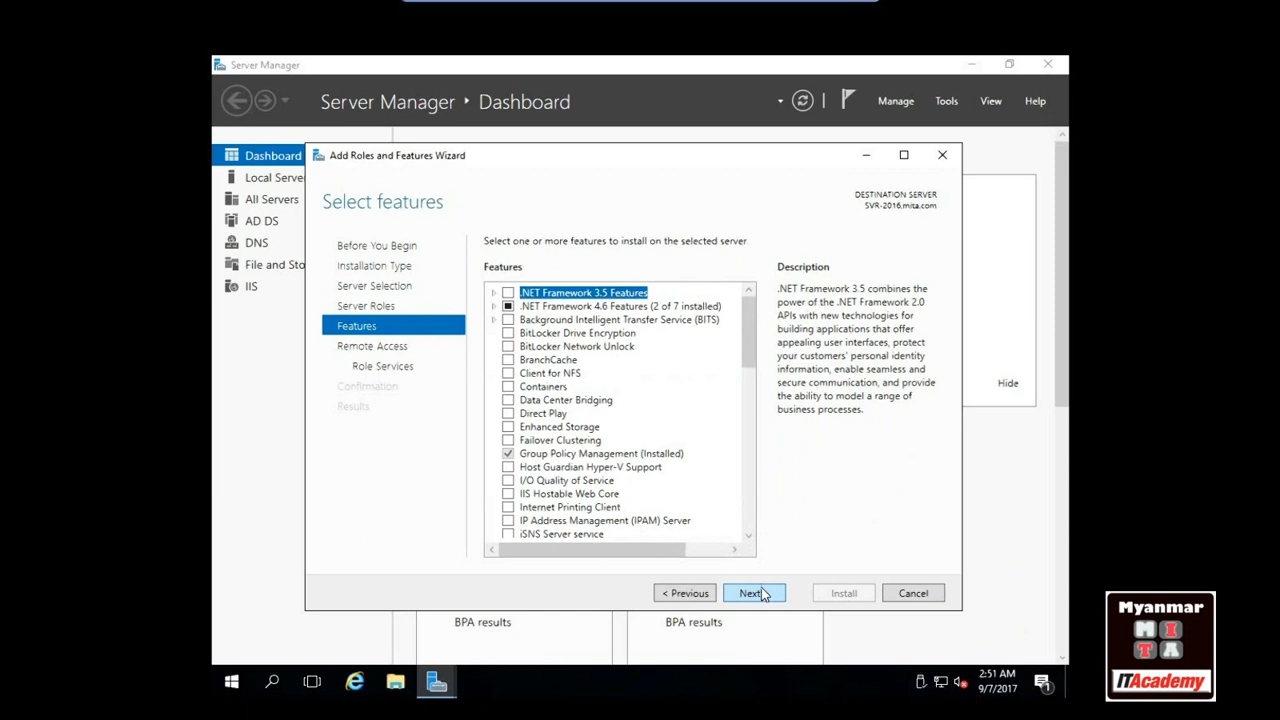 Server Manager
Server Manager ‣ Dashboard
Manage
Tools
View
Help
Dashboard
Local Serve
All Servers
AD DS
DNS
File and Sto
IIS
Add Roles and Features Wizard
Select features
DESTINATION SERVER
SVR-2016.mita.com
Before You Begin
Installation Type
Server Selection
Server Roles
Features
Remote Access
Role Services
Confirmation
Results
Select one or more features to install on the selected server
Features
.NET Framework 3.5 Features
.NET Framework 4.6 Features (2 of 7 installed)
Background Intelligent Transfer Service (BITS)
BitLocker Drive Encryption
BitLocker Network Unlock
BranchCache
Client for NFS
Containers
Data Center Bridging
Direct Play
Enhanced Storage
Failover Clustering
Group Policy Management (Installed)
Host Guardian Hyper-V Support
I/O Quality of Service
IIS Hostable Web Core
Internet Printing Client
IP Address Management (IPAM) Server
iSNS Server service
Description
.NET Framework 3.5 combines the
power of the .NET Framework 2.0
APIs with new technologies for
building applications that offer
appealing user interfaces, protect
your customers' personal identity
information, enable seamless and
secure communication, and provide
the ability to model a range of
business processes.
Hide
< Previous
Next
Install
Cancel
BPA results
BPA results
2:51 AM
9/7/2017
1
Myanmar
M I
T A
ITAcademy